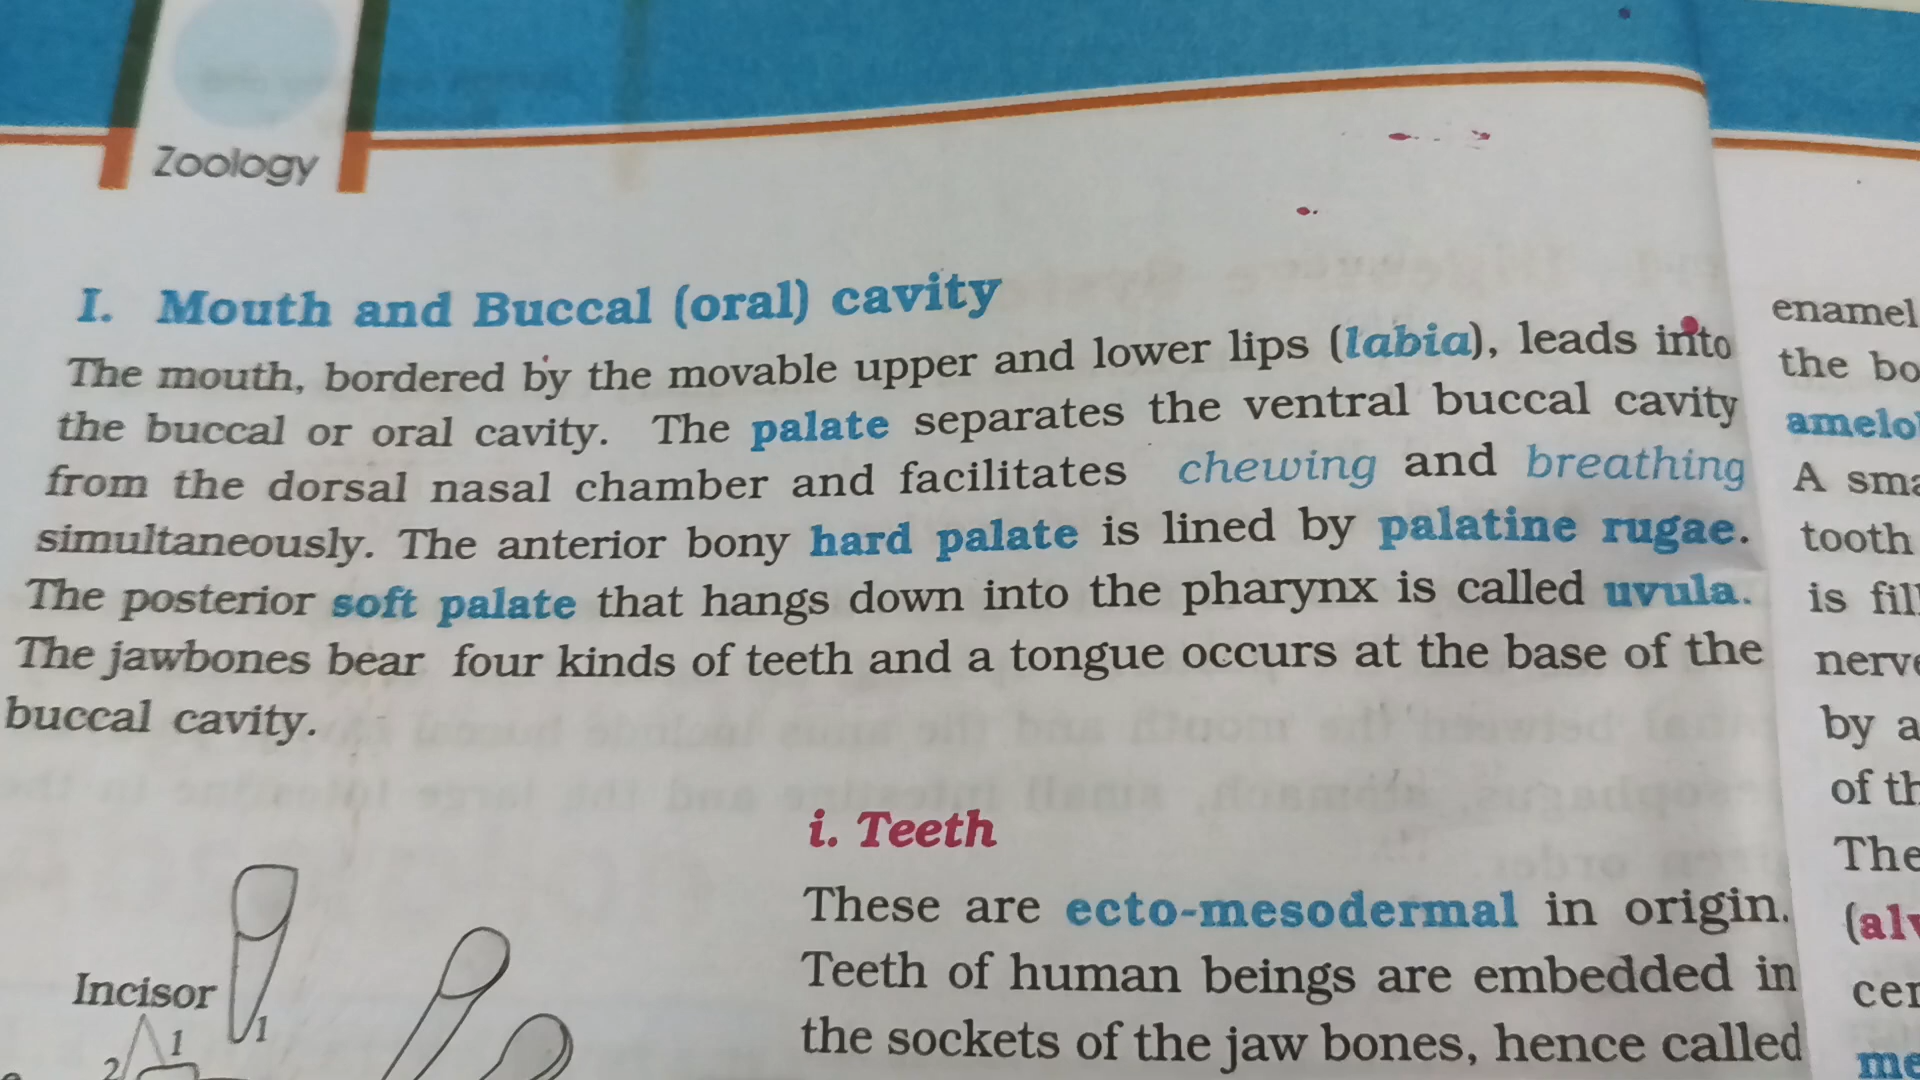 Zoology
I. Mouth and Buccal (oral) cavity
The mouth, bordered by the movable upper and lower lips (labia), leads into
the buccal or oral cavity. The palate separates the ventral buccal cavity
from the dorsal nasal chamber and facilitates chewing and breathing
simultaneously. The anterior bony hard palate is lined by palatine rugae.
The posterior soft palate that hangs down into the pharynx is called uvula.
The jawbones bear four kinds of teeth and a tongue occurs at the base of the
buccal cavity.
i. Teeth
These are ecto-mesodermal in origin.
Teeth of human beings are embedded in
the sockets of the jaw bones, hence called
Incisor
1
1
2
enamel
the
A
tooth
is
by a
of
The